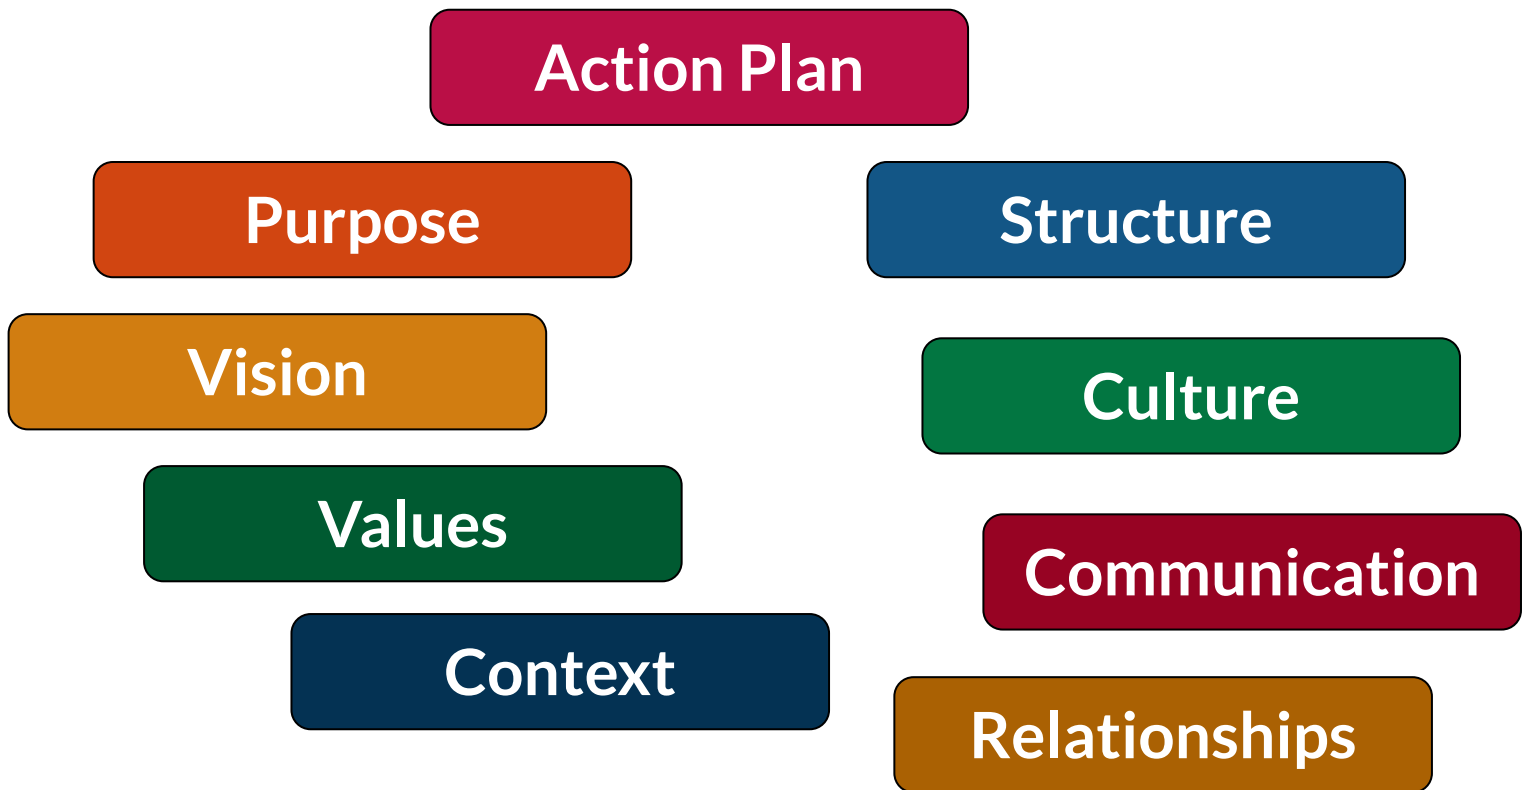 Action Plan
Purpose
Structure
Vision
Culture
Values
Communication
Context
Relationships